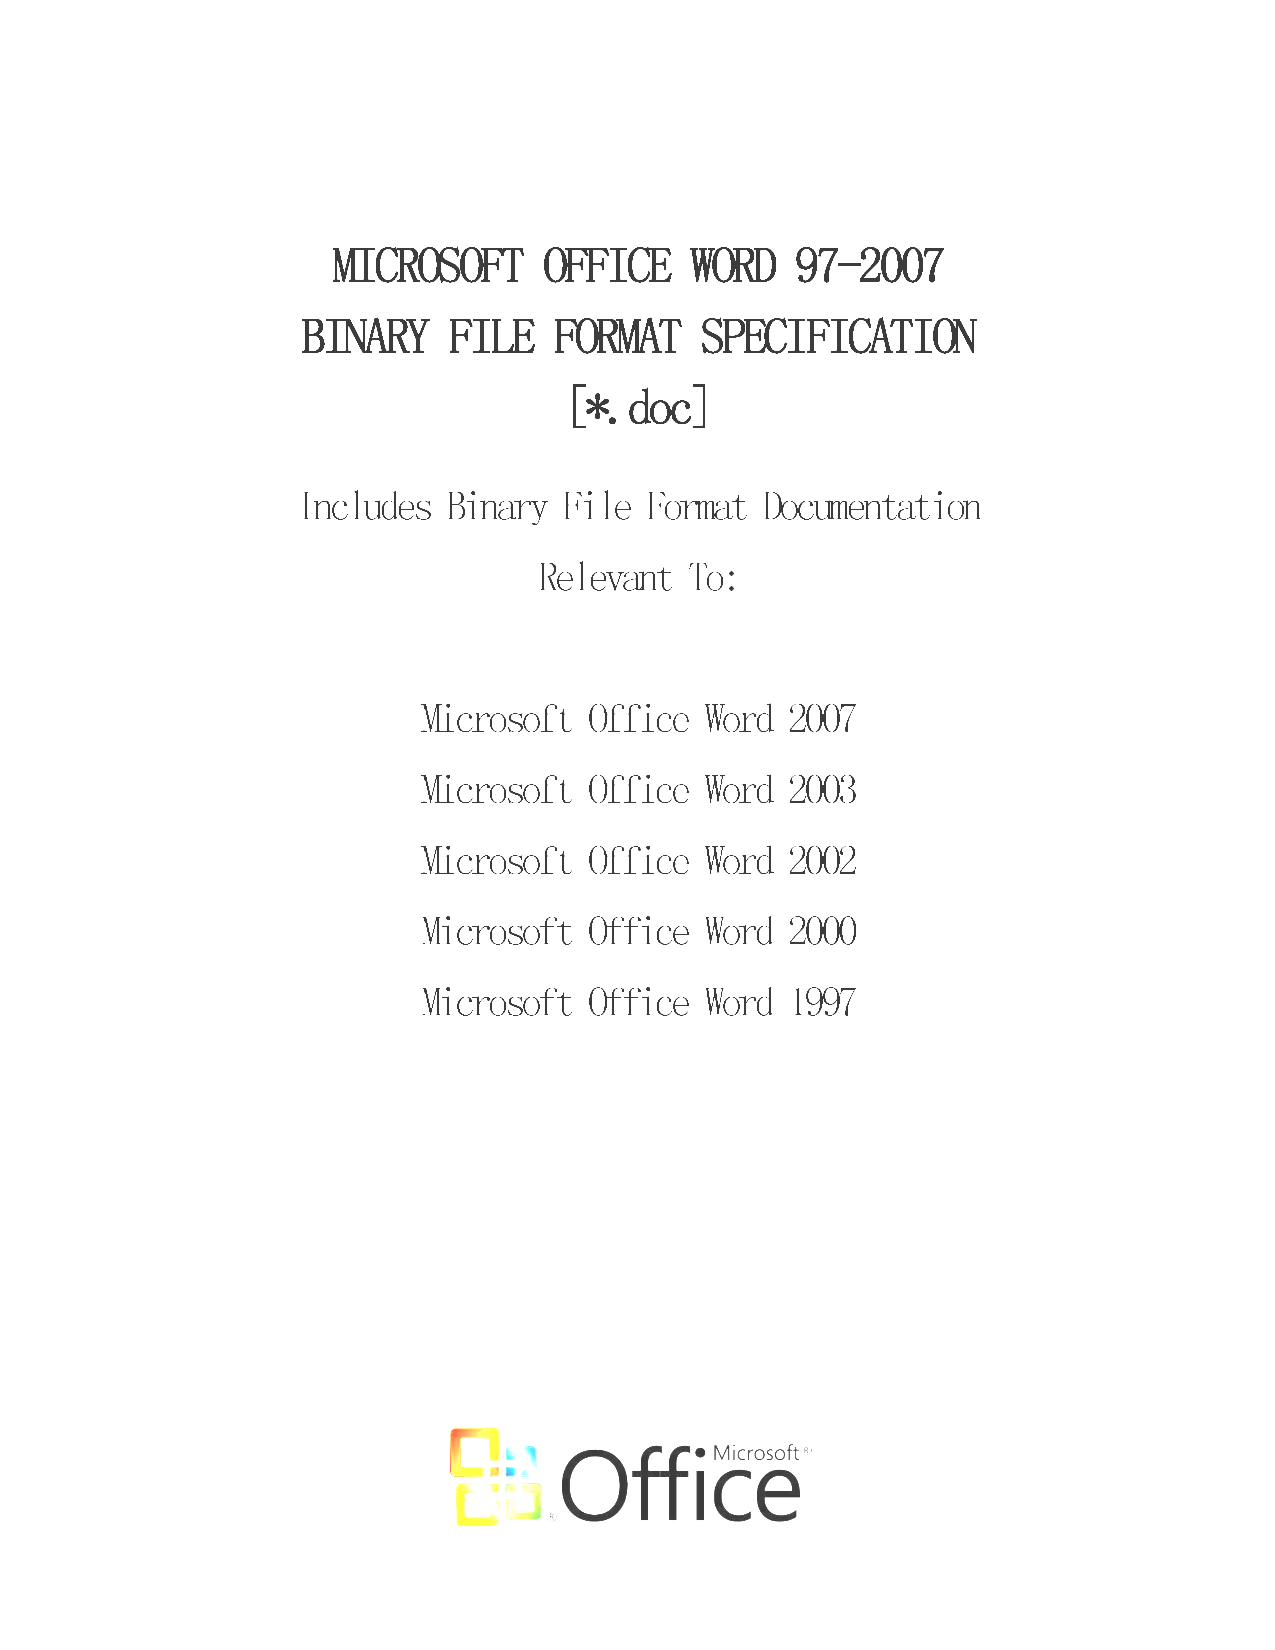 MICROSOFT OFFICE WORD 97-2007
BINARY FILE FORMAT SPECIFICATION
[*.doc]
Includes Binary File Format Documentation
Relevant To:
Microsoft Office Word 2007
Microsoft Office Word 2003
Microsoft Office Word 2002
Microsoft Office Word 2000
Microsoft Office Word 1997
Microsoft®
Office